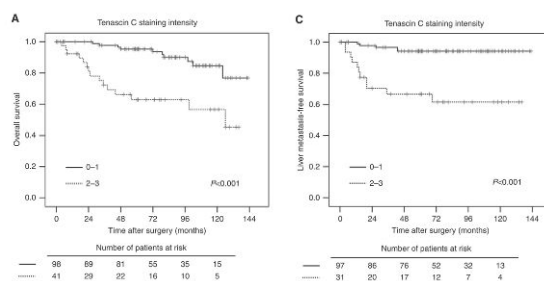 A
Tenascin C staining intensity
Overall survival
1.0
0.8
0.6
0.4
0.2
0.0
0–1
2–3
P<0.001
0 24 48 72 96 120 144
Time after surgery (months)
Number of patients at risk
98 89 81 55 35 15
41 29 22 16 10 5
C
Tenascin C staining intensity
Liver metastasis-free survival
1.0
0.8
0.6
0.4
0.2
0.0
0–1
2–3
P<0.001
0 24 48 72 96 120 144
Time after surgery (months)
Number of patients at risk
97 86 76 52 32 13
31 20 17 12 7 4